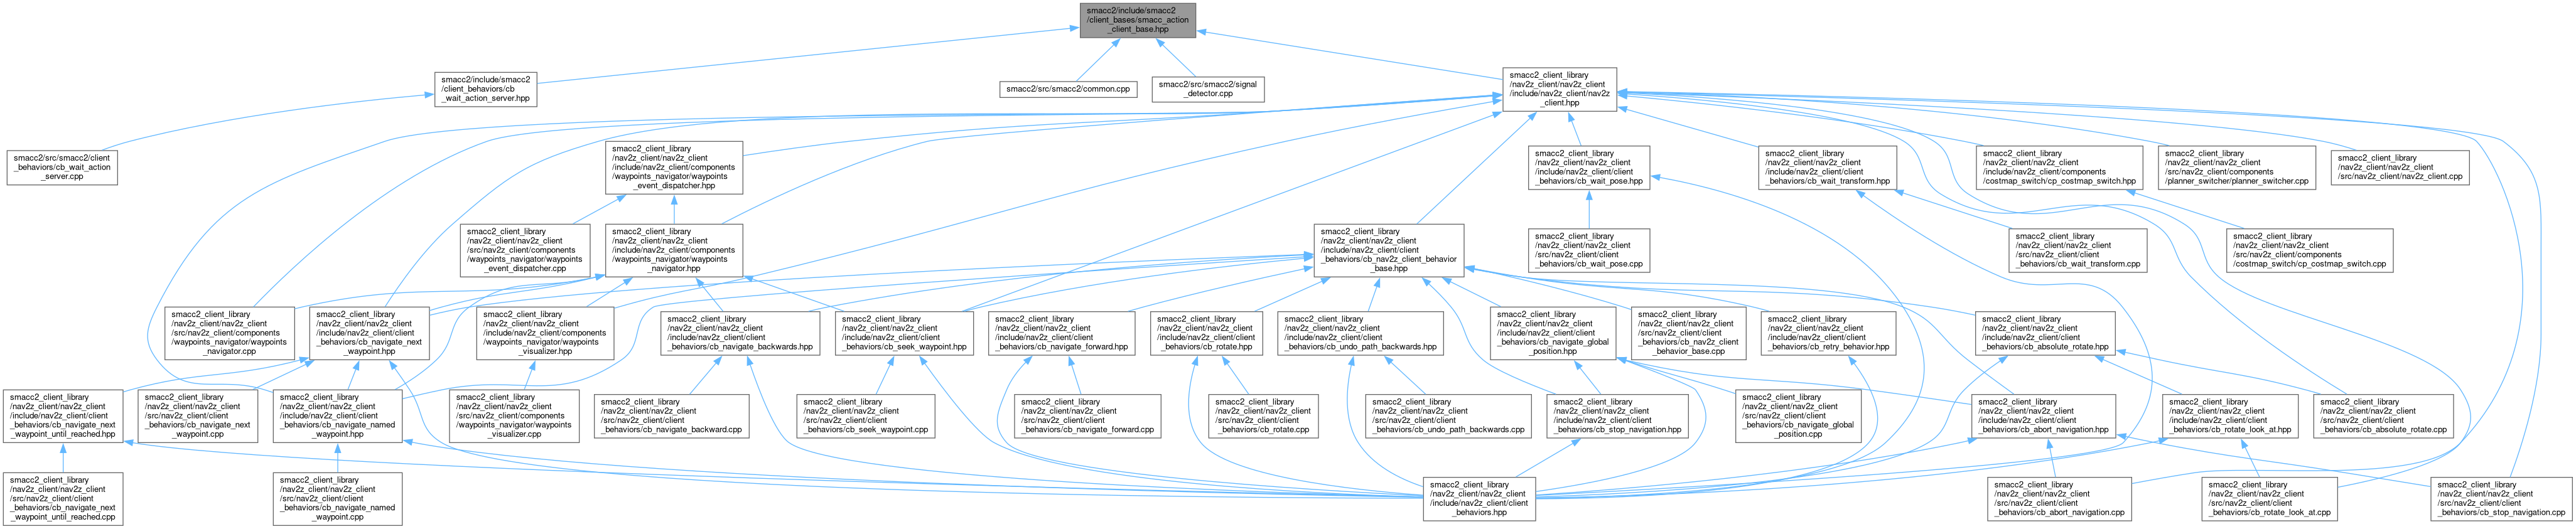 smacc2/include/smacc2
/client_bases/smacc_action
_client_base.hpp
smacc2/include/smacc2
/client_behaviors/cb
_wait_action_server.hpp
smacc2/src/smacc2/common.cpp
smacc2/src/smacc2/signal
_detector.cpp
smacc2_client_library
/nav2z_client/nav2z_client
/include/nav2z_client/nav2z
_client.hpp
smacc2/src/smacc2/client
_behaviors/cb_wait_action
_server.cpp
smacc2_client_library
/nav2z_client/nav2z_client
/include/nav2z_client/components
/waypoints_navigator/waypoints
_event_dispatcher.hpp
smacc2_client_library
/nav2z_client/nav2z_client
/include/nav2z_client/client
_behaviors/cb_wait_pose.hpp
smacc2_client_library
/nav2z_client/nav2z_client
/include/nav2z_client/client
_behaviors/cb_wait_transform.hpp
smacc2_client_library
/nav2z_client/nav2z_client
/include/nav2z_client/components
/costmap_switch/cp_costmap_switch.hpp
smacc2_client_library
/nav2z_client/nav2z_client
/src/nav2z_client/components
/planner_switcher/planner_switcher.cpp
smacc2_client_library
/nav2z_client/nav2z_client
/src/nav2z_client/nav2z_client.cpp
smacc2_client_library
/nav2z_client/nav2z_client
/src/nav2z_client/components
/waypoints_navigator/waypoints
_event_dispatcher.cpp
smacc2_client_library
/nav2z_client/nav2z_client
/include/nav2z_client/components
/waypoints_navigator/waypoints
_navigator.hpp
smacc2_client_library
/nav2z_client/nav2z_client
/include/nav2z_client/client
_behaviors/cb_nav2z_client_behavior
_base.hpp
smacc2_client_library
/nav2z_client/nav2z_client
/src/nav2z_client/client
_behaviors/cb_wait_pose.cpp
smacc2_client_library
/nav2z_client/nav2z_client
/src/nav2z_client/client
_behaviors/cb_wait_transform.cpp
smacc2_client_library
/nav2z_client/nav2z_client
/src/nav2z_client/components
/costmap_switch/cp_costmap_switch.cpp
smacc2_client_library
/nav2z_client/nav2z_client
/src/nav2z_client/components
/waypoints_navigator/waypoints
_navigator.cpp
smacc2_client_library
/nav2z_client/nav2z_client
/include/nav2z_client/client
_behaviors/cb_navigate_next
_waypoint.hpp
smacc2_client_library
/nav2z_client/nav2z_client
/include/nav2z_client/components
/waypoints_navigator/waypoints
_visualizer.hpp
smacc2_client_library
/nav2z_client/nav2z_client
/include/nav2z_client/client
_behaviors/cb_navigate_backwards.hpp
smacc2_client_library
/nav2z_client/nav2z_client
/include/nav2z_client/client
_behaviors/cb_seek_waypoint.hpp
smacc2_client_library
/nav2z_client/nav2z_client
/include/nav2z_client/client
_behaviors/cb_navigate_forward.hpp
smacc2_client_library
/nav2z_client/nav2z_client
/include/nav2z_client/client
_behaviors/cb_rotate.hpp
smacc2_client_library
/nav2z_client/nav2z_client
/include/nav2z_client/client
_behaviors/cb_undo_path_backwards.hpp
smacc2_client_library
/nav2z_client/nav2z_client
/include/nav2z_client/client
_behaviors/cb_navigate_global
_position.hpp
smacc2_client_library
/nav2z_client/nav2z_client
/src/nav2z_client/client
_behaviors/cb_nav2z_client
_behavior_base.cpp
smacc2_client_library
/nav2z_client/nav2z_client
/include/nav2z_client/client
_behaviors/cb_retry_behavior.hpp
smacc2_client_library
/nav2z_client/nav2z_client
/include/nav2z_client/client
_behaviors/cb_absolute_rotate.hpp
smacc2_client_library
/nav2z_client/nav2z_client
/include/nav2z_client/client
_behaviors/cb_navigate_next
_waypoint_until_reached.hpp
smacc2_client_library
/nav2z_client/nav2z_client
/src/nav2z_client/client
_behaviors/cb_navigate_next
_waypoint.cpp
smacc2_client_library
/nav2z_client/nav2z_client
/include/nav2z_client/client
_behaviors/cb_navigate_named
_waypoint.hpp
smacc2_client_library
/nav2z_client/nav2z_client
/src/nav2z_client/components
/waypoints_navigator/waypoints
_visualizer.cpp
smacc2_client_library
/nav2z_client/nav2z_client
/src/nav2z_client/client
_behaviors/cb_navigate_backward.cpp
smacc2_client_library
/nav2z_client/nav2z_client
/src/nav2z_client/client
_behaviors/cb_seek_waypoint.cpp
smacc2_client_library
/nav2z_client/nav2z_client
/src/nav2z_client/client
_behaviors/cb_navigate_forward.cpp
smacc2_client_library
/nav2z_client/nav2z_client
/src/nav2z_client/client
_behaviors/cb_rotate.cpp
smacc2_client_library
/nav2z_client/nav2z_client
/src/nav2z_client/client
_behaviors/cb_undo_path_backwards.cpp
smacc2_client_library
/nav2z_client/nav2z_client
/include/nav2z_client/client
_behaviors/cb_stop_navigation.hpp
smacc2_client_library
/nav2z_client/nav2z_client
/src/nav2z_client/client
_behaviors/cb_navigate_global
_position.cpp
smacc2_client_library
/nav2z_client/nav2z_client
/include/nav2z_client/client
_behaviors/cb_abort_navigation.hpp
smacc2_client_library
/nav2z_client/nav2z_client
/include/nav2z_client/client
_behaviors/cb_rotate_look_at.hpp
smacc2_client_library
/nav2z_client/nav2z_client
/src/nav2z_client/client
_behaviors/cb_absolute_rotate.cpp
smacc2_client_library
/nav2z_client/nav2z_client
/src/nav2z_client/client
_behaviors/cb_navigate_next
_waypoint_until_reached.cpp
smacc2_client_library
/nav2z_client/nav2z_client
/src/nav2z_client/client
_behaviors/cb_navigate_named
_waypoint.cpp
smacc2_client_library
/nav2z_client/nav2z_client
/include/nav2z_client/client
_behaviors.hpp
smacc2_client_library
/nav2z_client/nav2z_client
/src/nav2z_client/client
_behaviors/cb_abort_navigation.cpp
smacc2_client_library
/nav2z_client/nav2z_client
/src/nav2z_client/client
_behaviors/cb_rotate_look_at.cpp
smacc2_client_library
/nav2z_client/nav2z_client
/src/nav2z_client/client
_behaviors/cb_stop_navigation.cpp